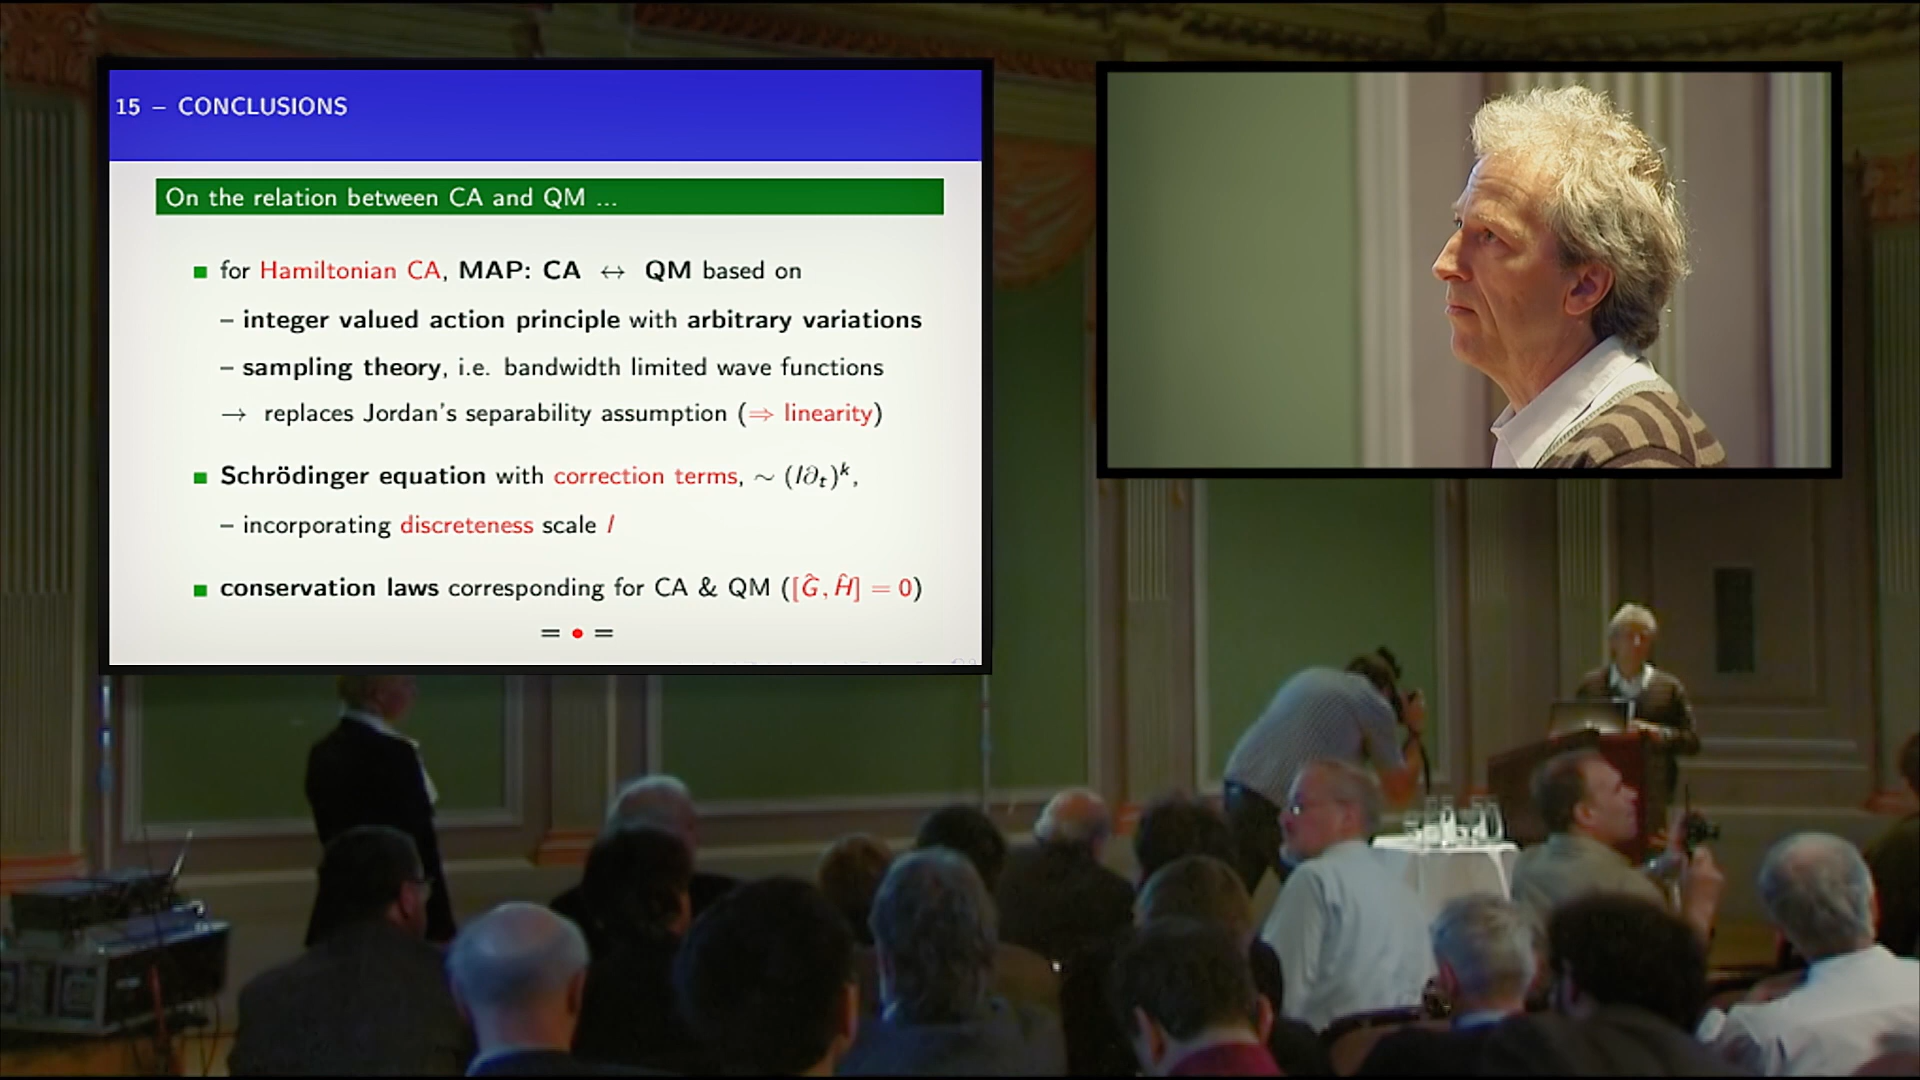 15 – CONCLUSIONS
On the relation between CA and QM ...
for Hamiltonian CA, MAP: CA ↔ QM based on
– integer valued action principle with arbitrary variations
– sampling theory, i.e. bandwidth limited wave functions
→ replaces Jordan's separability assumption (⇒ linearity)
Schrödinger equation with correction terms, ∼ (l∂ₜ)ᵏ,
– incorporating discreteness scale l
conservation laws corresponding for CA & QM ([Ĝ, Ĥ] = 0)
= • =